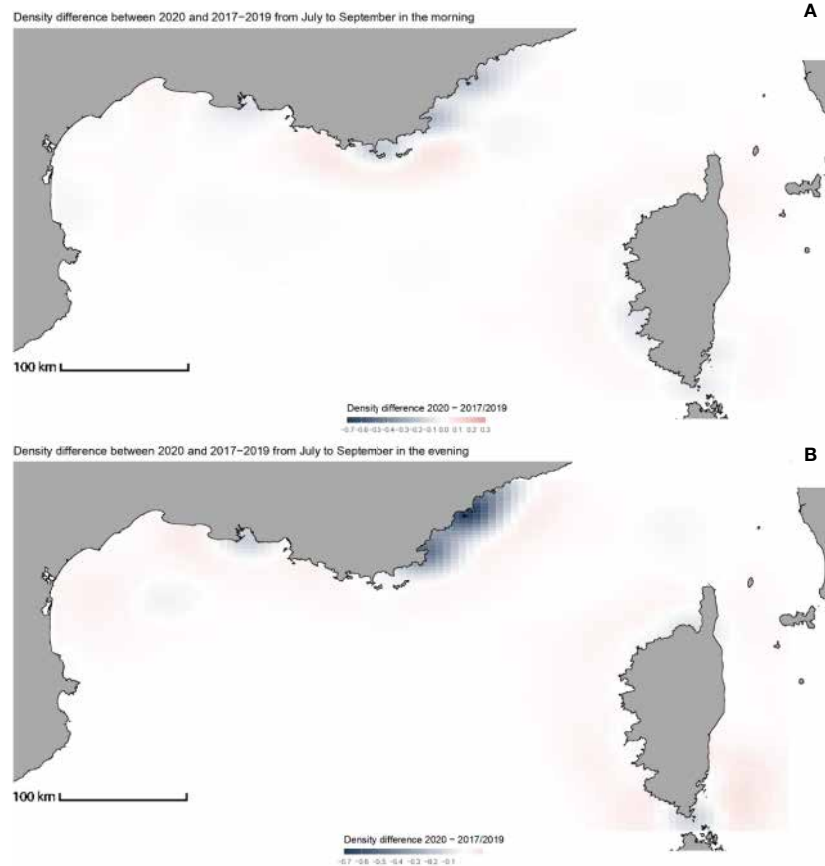 Density difference between 2020 and 2017−2019 from July to September in the morning
A
100 km
Density difference 2020 − 2017/2019
−0.7 −0.6 −0.5 −0.4 −0.3 −0.2 −0.1 0.0 0.1 0.2 0.3
Density difference between 2020 and 2017−2019 from July to September in the evening
B
100 km
Density difference 2020 − 2017/2019
−0.7 −0.6 −0.5 −0.4 −0.3 −0.2 −0.1